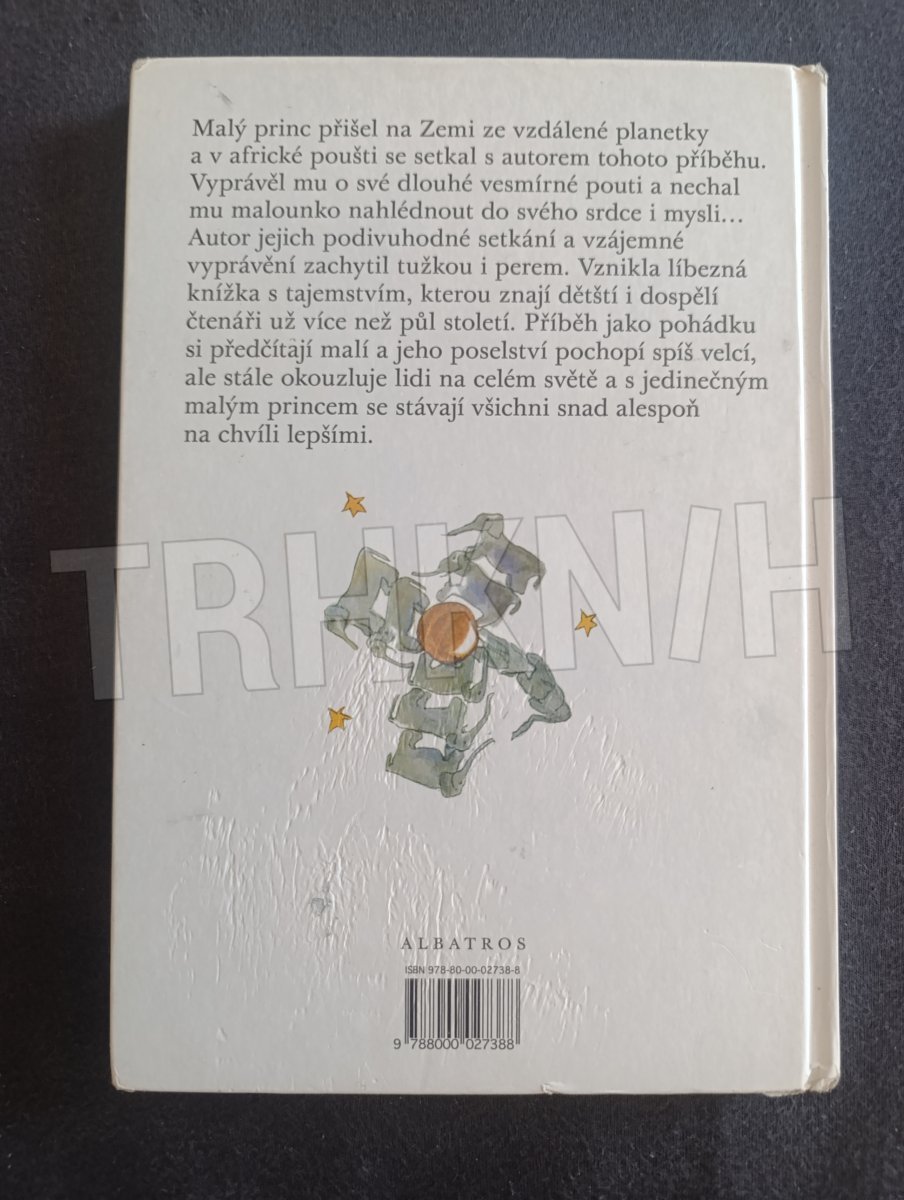 Malý princ přišel na Zemi ze vzdálené planetky
a v africké poušti se setkal s autorem tohoto příběhu.
Vyprávěl mu o své dlouhé vesmírné pouti a nechal
mu malounko nahlédnout do svého srdce i mysli...
Autor jejich podivuhodné setkání a vzájemné
vyprávění zachytil tužkou i perem. Vznikla líbezná
knížka s tajemstvím, kterou znají dětští i dospělí
čtenáři už více než půl století. Příběh jako pohádku
si předčítají malí a jeho poselství pochopí spíš velcí,
ale stále okouzluje lidi na celém světě a s jedinečným
malým princem se stávají všichni snad alespoň
na chvíli lepšími.
TRHKN/H
ALBATROS
ISBN 978-80-00-02738-8
9 788000 027388